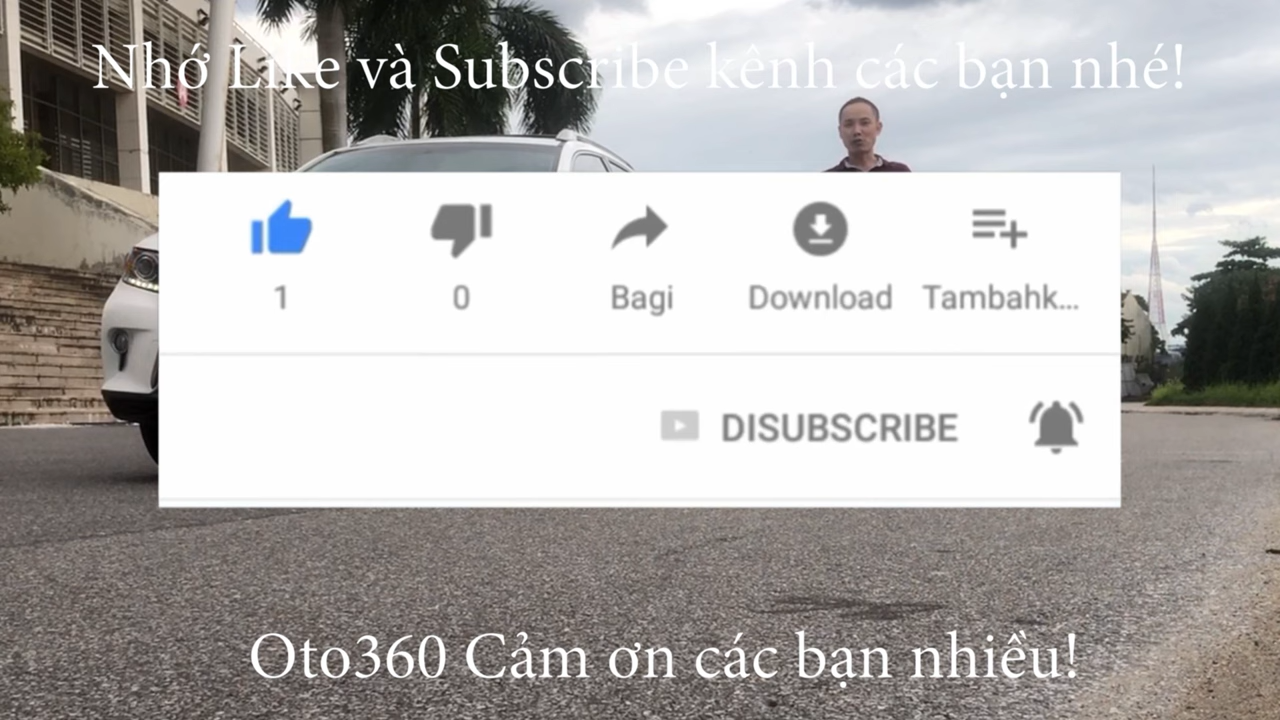 Nhớ Like và Subscribe kênh các bạn nhé!
1 0 Bagi Download Tambahk...
DISUBSCRIBE
Oto360 Cảm ơn các bạn nhiều!